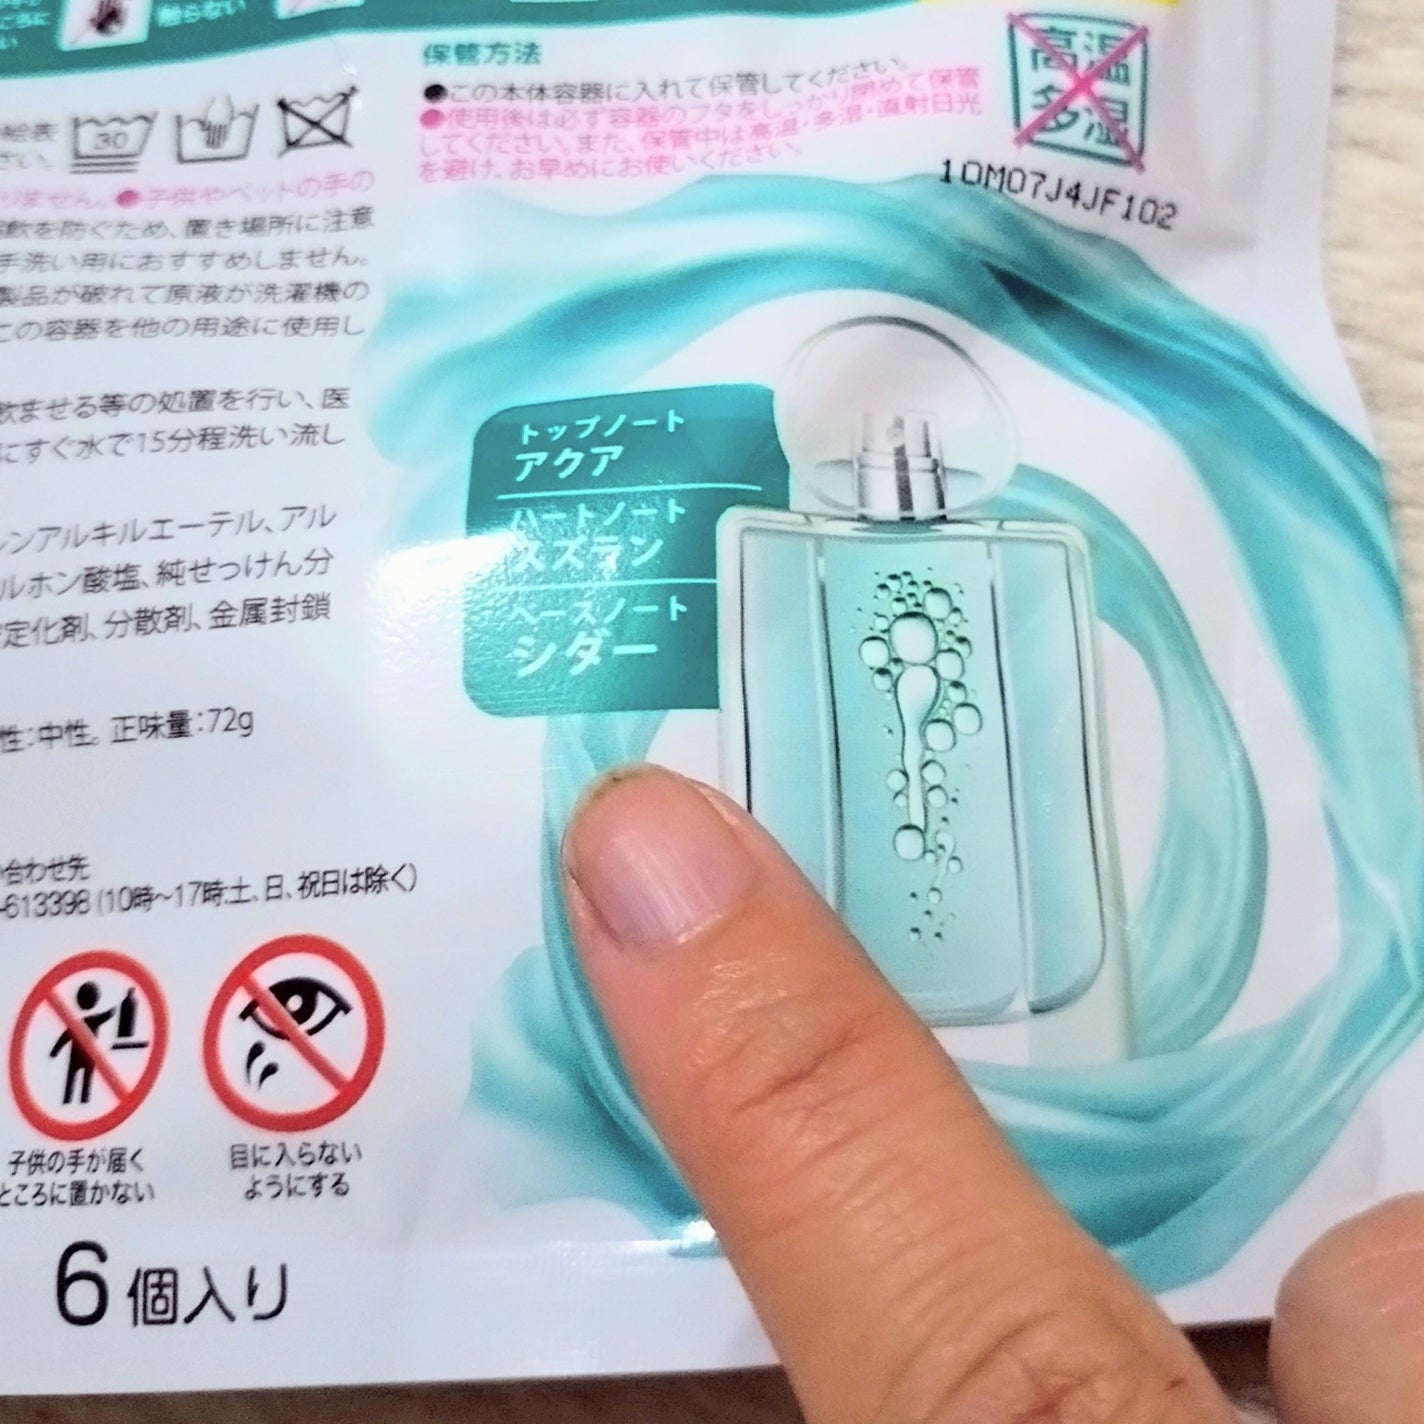 触らない
保管方法
●この本体容器に入れて保管してください。
●使用後は必ず容器のフタをしっかり閉めて保管
してください。また、保管中は高温・多湿・直射日光
を避け、お早めにお使いください。
高温
多湿
10M07J4JF102
絵表
さい。
30
りません。●子供やペットの手の
飲を防ぐため、置き場所に注意
手洗い用におすすめしません。
製品が破れて原液が洗濯機の
この容器を他の用途に使用し
飲ませる等の処置を行い、医
にすぐ水で15分程洗い流し
レンアルキルエーテル、アル
ルホン酸塩、純せっけん分
定化剤、分散剤、金属封鎖
性:中性。正味量:72g
トップノート
アクア
ハートノート
スズラン
ベースノート
シダー
合わせ先
-613398 (10時〜17時:土、日、祝日は除く)
子供の手が届く
ところに置かない
目に入らない
ようにする
6個入り